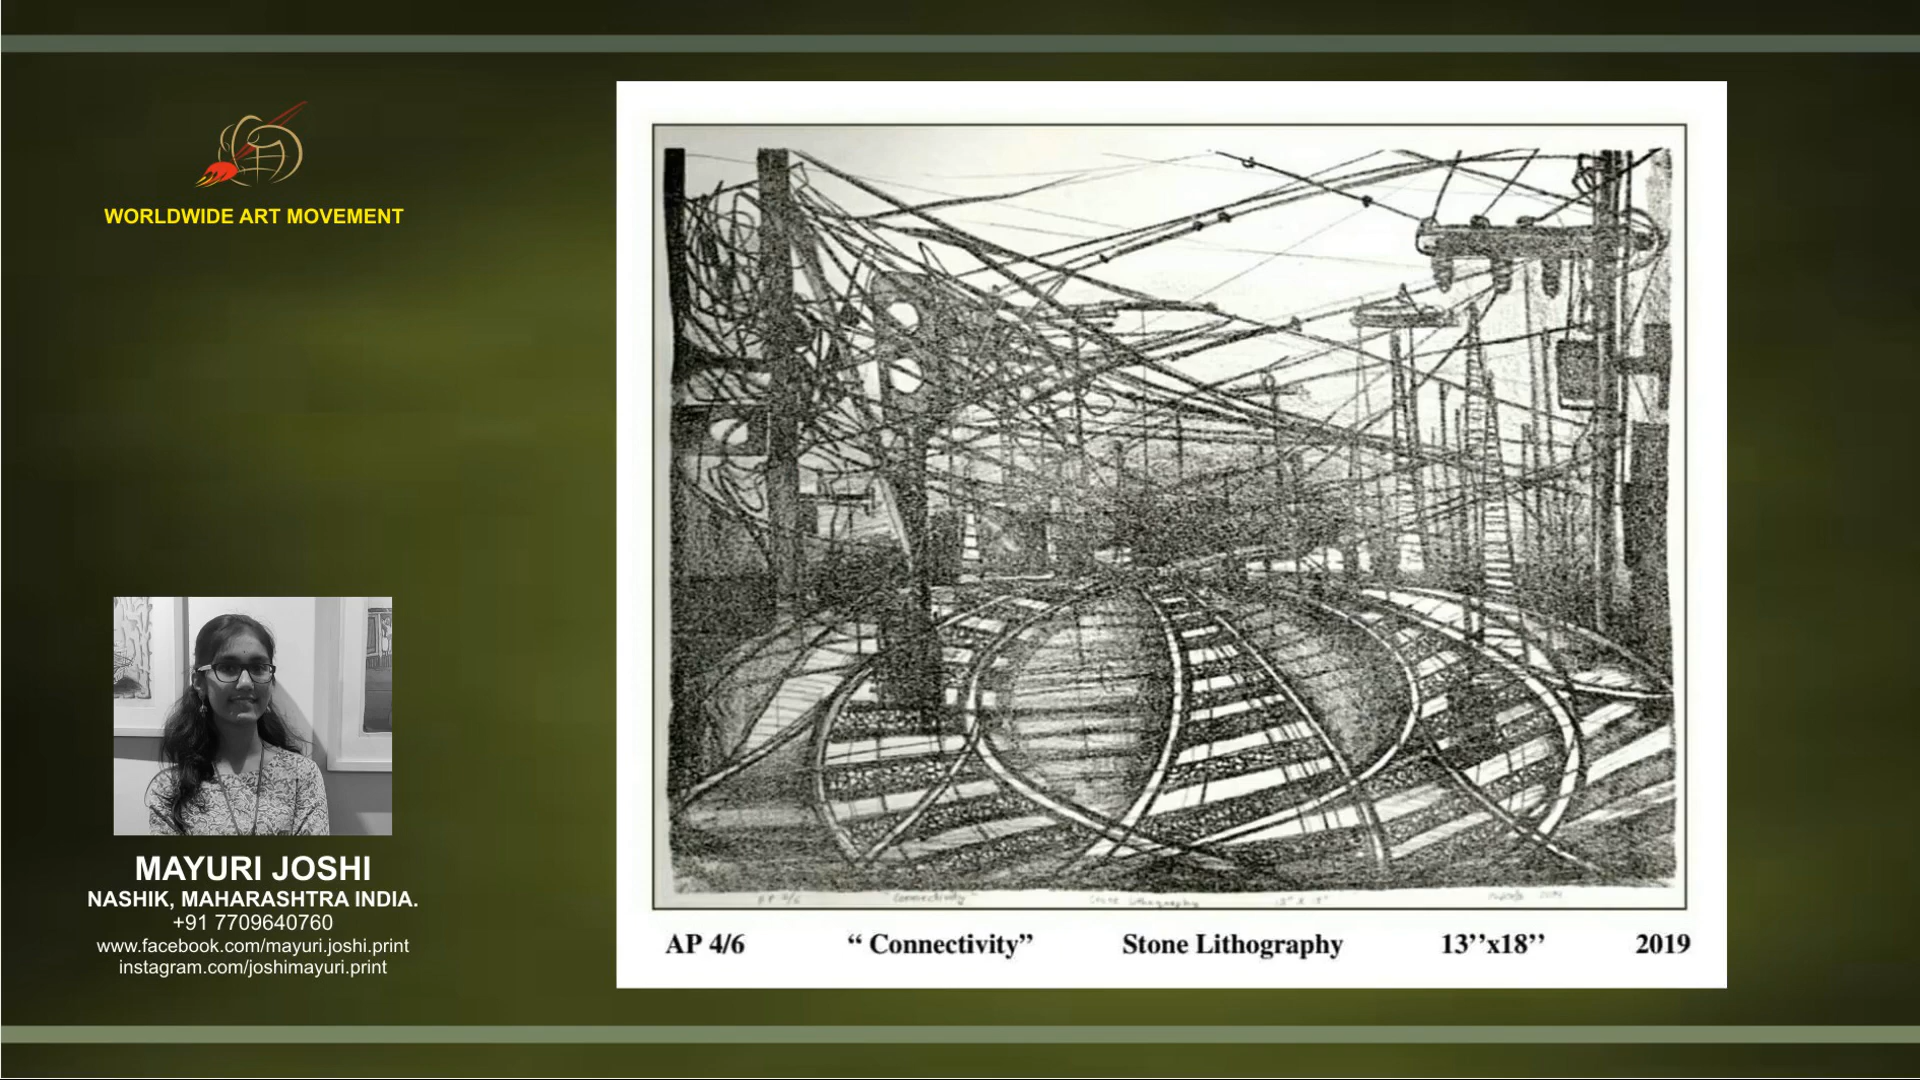 WORLDWIDE ART MOVEMENT
AP 4/6 “ Connectivity” Stone Lithography 13’’x18’’ 2019
MAYURI JOSHI
NASHIK, MAHARASHTRA INDIA.
+91 7709640760
www.facebook.com/mayuri.joshi.print
instagram.com/joshimayuri.print